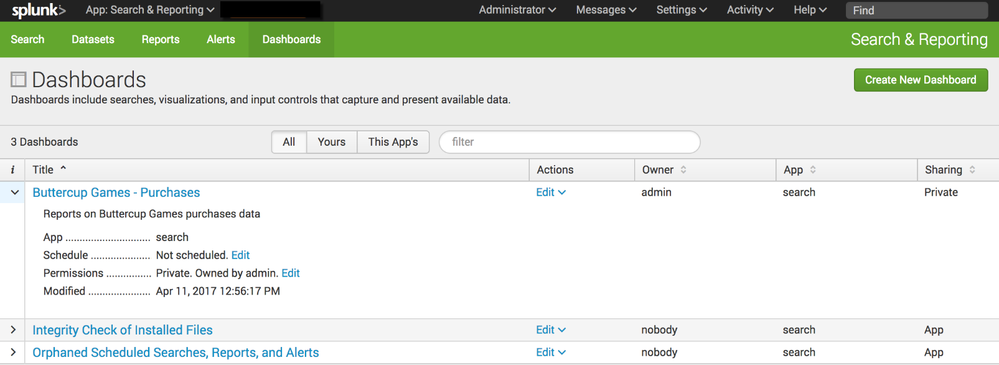 splunk> App: Search & Reporting Administrator Messages Settings Activity Help Find
Search Datasets Reports Alerts Dashboards Search & Reporting
Dashboards Create New Dashboard
Dashboards include searches, visualizations, and input controls that capture and present available data.
3 Dashboards All Yours This App's filter
i Title Actions Owner App Sharing
Buttercup Games - Purchases Edit admin search Private
Reports on Buttercup Games purchases data
App ............................. search
Schedule ..................... Not scheduled. Edit
Permissions ................ Private. Owned by admin. Edit
Modified ...................... Apr 11, 2017 12:56:17 PM
Integrity Check of Installed Files Edit nobody search App
Orphaned Scheduled Searches, Reports, and Alerts Edit nobody search App